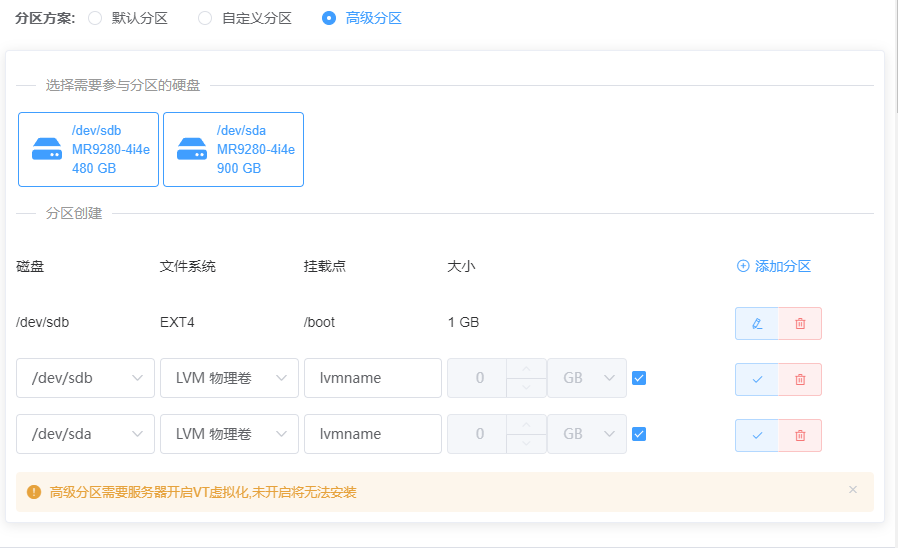 分区方案: 默认分区 自定义分区 高级分区
选择需要参与分区的硬盘
/dev/sdb
MR9280-4i4e
480 GB
/dev/sda
MR9280-4i4e
900 GB
分区创建
磁盘 文件系统 挂载点 大小 添加分区
/dev/sdb EXT4 /boot 1 GB
/dev/sdb LVM 物理卷 lvmname 0 GB
/dev/sda LVM 物理卷 lvmname 0 GB
高级分区需要服务器开启VT虚拟化,未开启将无法安装